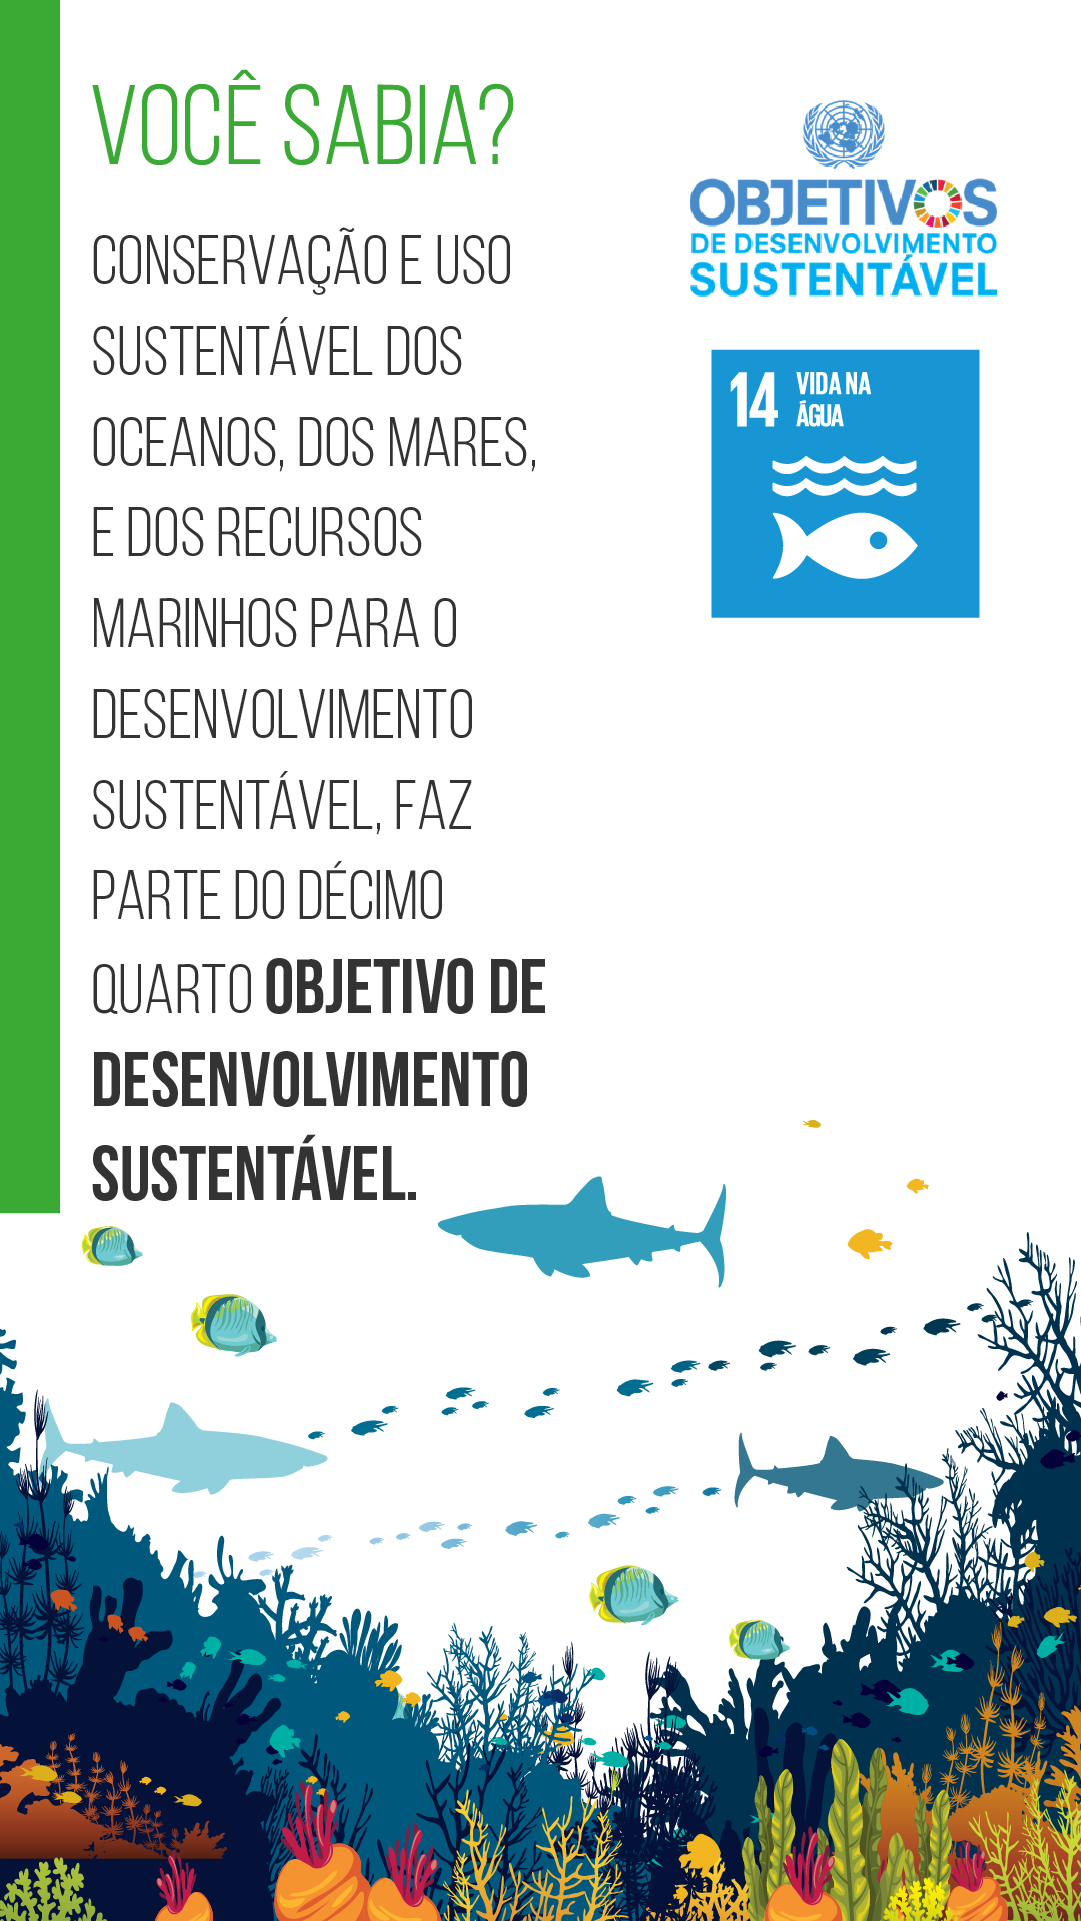 VOCÊ SABIA?
CONSERVAÇÃO E USO
SUSTENTÁVEL DOS
OCEANOS, DOS MARES,
E DOS RECURSOS
MARINHOS PARA O
DESENVOLVIMENTO
SUSTENTÁVEL, FAZ
PARTE DO DÉCIMO
QUARTO OBJETIVO DE
DESENVOLVIMENTO
SUSTENTÁVEL.
OBJETIVOS
DE DESENVOLVIMENTO
SUSTENTÁVEL
14 VIDA NA
ÁGUA